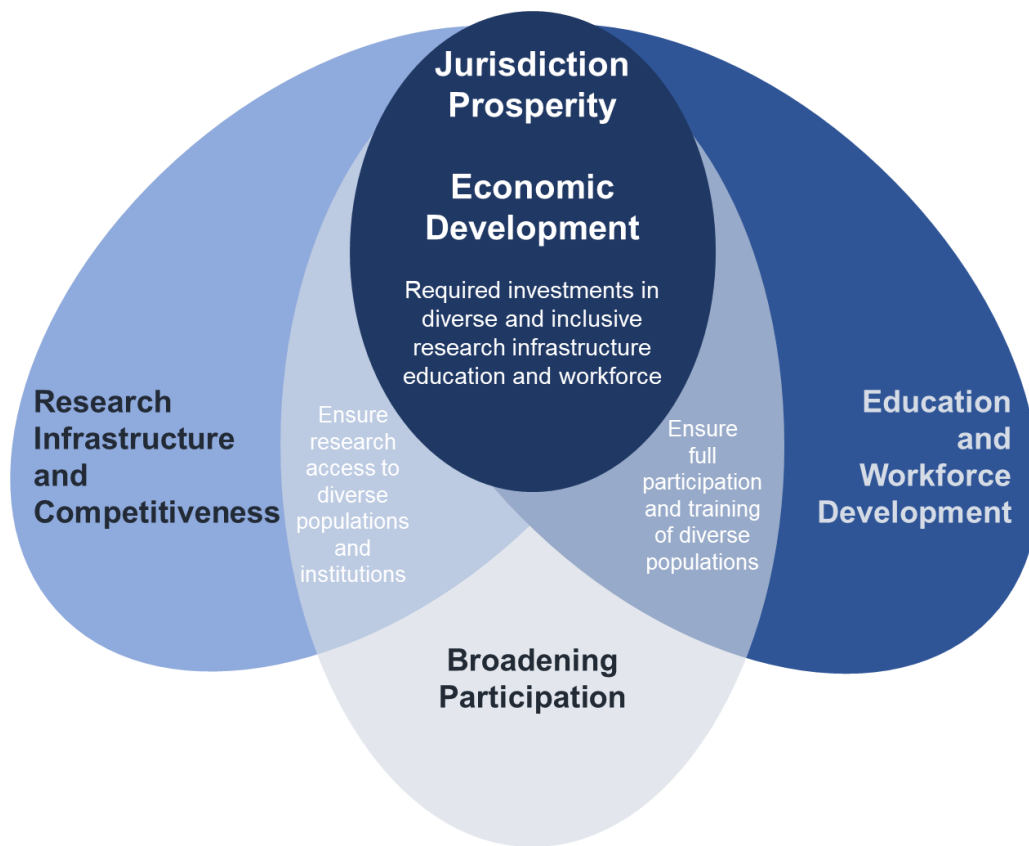 Jurisdiction
Prosperity
Economic
Development
Required investments in
diverse and inclusive
research infrastructure
education and workforce
Research
Infrastructure
and
Competitiveness
Ensure
research
access to
diverse
populations
and
institutions
Ensure
full
participation
and training
of diverse
populations
Education
and
Workforce
Development
Broadening
Participation